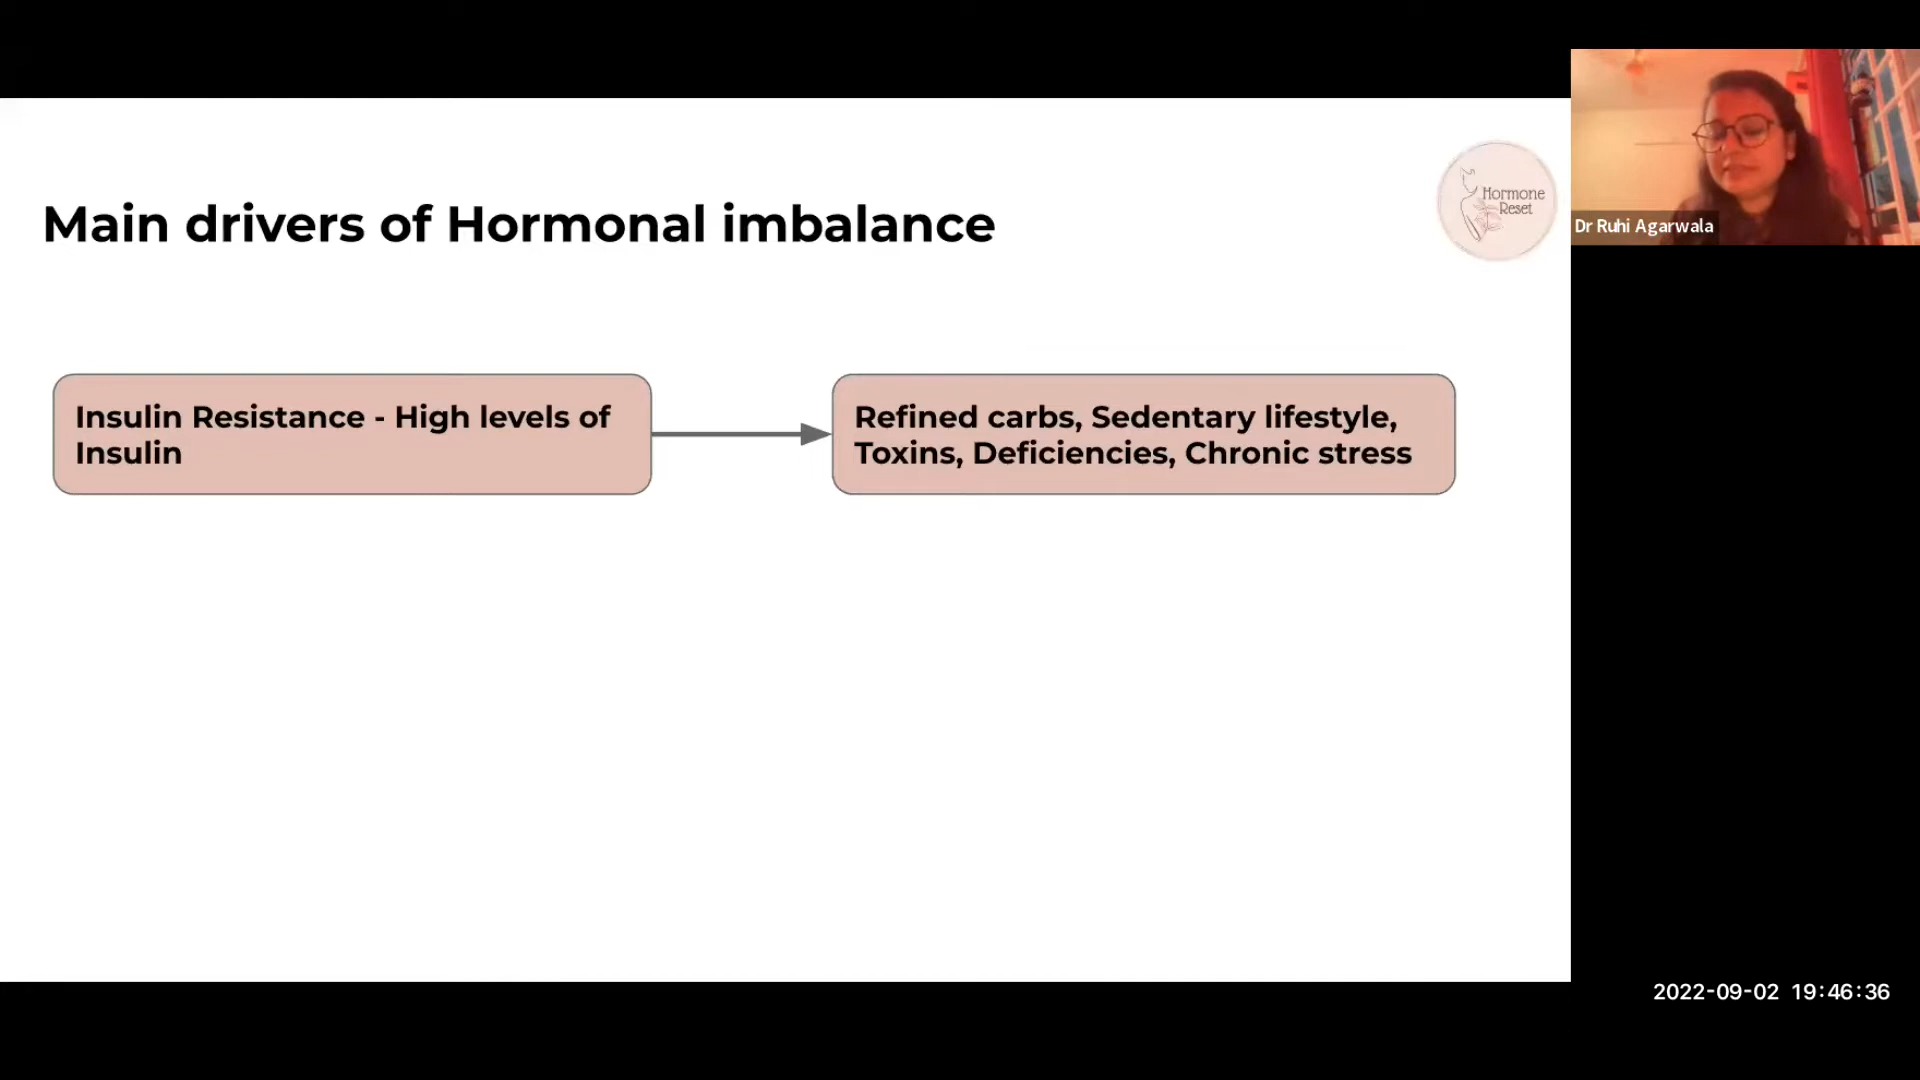 Main drivers of Hormonal imbalance
Hormone
Reset
Dr Ruhi Agarwala
Insulin Resistance - High levels of
Insulin
Refined carbs, Sedentary lifestyle,
Toxins, Deficiencies, Chronic stress
2022-09-02 19:46:36